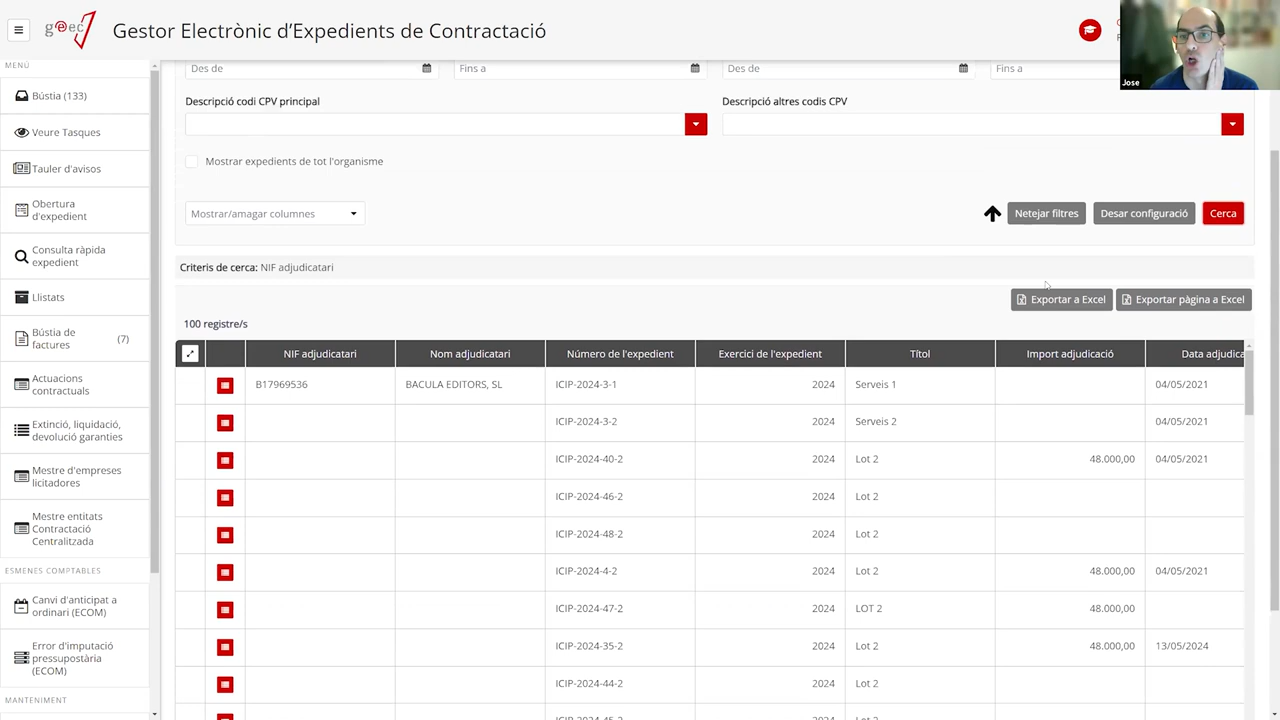 geec
Gestor Electrònic d'Expedients de Contractació
Jose
MENÚ
Bústia (133)
Veure Tasques
Tauler d'avisos
Obertura
d'expedient
Consulta ràpida
expedient
Llistats
Bústia de
factures
(7)
Actuacions
contractuals
Extinció, liquidació,
devolució garanties
Mestre d'empreses
licitadores
Mestre entitats
Contractació
Centralitzada
ESMENES COMPTABLES
Canvi d'anticipat a
ordinari (ECOM)
Error d'imputació
pressupostària
(ECOM)
MANTENIMENT
Des de Fins a Des de Fins a
Descripció codi CPV principal Descripció altres codis CPV
Mostrar expedients de tot l'organisme
Mostrar/amagar columnes Netejar filtres Desar configuració Cerca
Criteris de cerca: NIF adjudicatari
Exportar a Excel Exportar pàgina a Excel
100 registre/s
NIF adjudicatari Nom adjudicatari Número de l'expedient Exercici de l'expedient Títol Import adjudicació Data adjudica
B17969536 BACULA EDITORS, SL ICIP-2024-3-1 2024 Serveis 1 04/05/2021
ICIP-2024-3-2 2024 Serveis 2 04/05/2021
ICIP-2024-40-2 2024 Lot 2 48.000,00 04/05/2021
ICIP-2024-46-2 2024 Lot 2
ICIP-2024-48-2 2024 Lot 2
ICIP-2024-4-2 2024 Lot 2 48.000,00 04/05/2021
ICIP-2024-47-2 2024 LOT 2 48.000,00
ICIP-2024-35-2 2024 Lot 2 48.000,00 13/05/2024
ICIP-2024-44-2 2024 Lot 2
ICIP-2024-45-2 2024 Lot 2